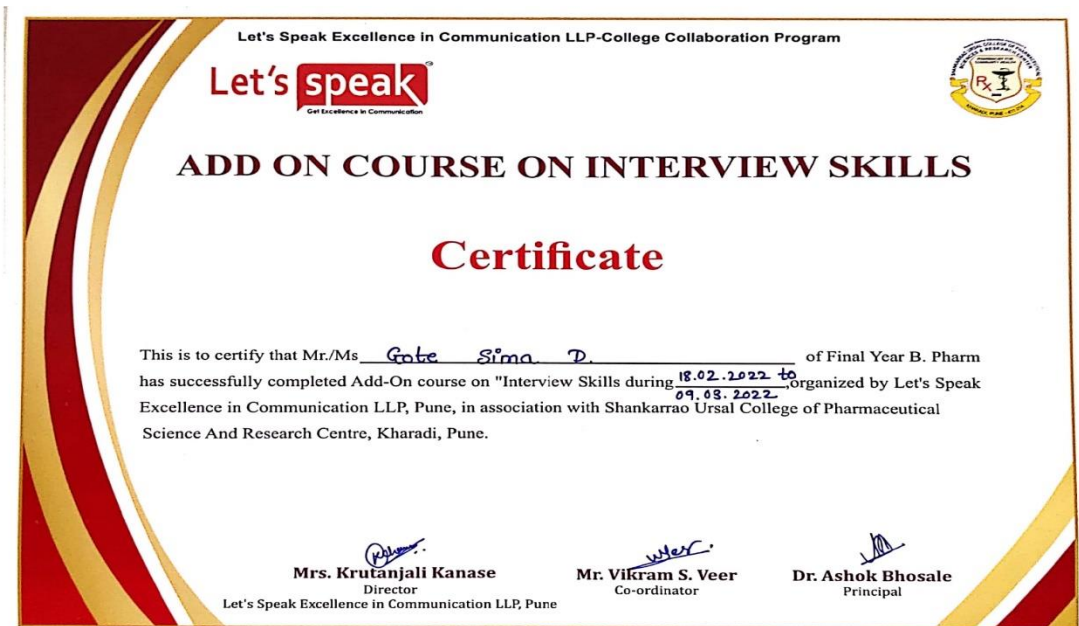 Let's Speak Excellence in Communication LLP-College Collaboration Program
Let's speak
Get Excellence in Communication
ADD ON COURSE ON INTERVIEW SKILLS
Certificate
This is to certify that Mr./Ms Gote Sima D. of Final Year B. Pharm
has successfully completed Add-On course on "Interview Skills during 18.02.2022 to 09.03.2022, organized by Let's Speak
Excellence in Communication LLP, Pune, in association with Shankarrao Ursal College of Pharmaceutical
Science And Research Centre, Kharadi, Pune.
Mrs. Krutanjali Kanase
Director
Let's Speak Excellence in Communication LLP, Pune
Mr. Vikram S. Veer
Co-ordinator
Dr. Ashok Bhosale
Principal